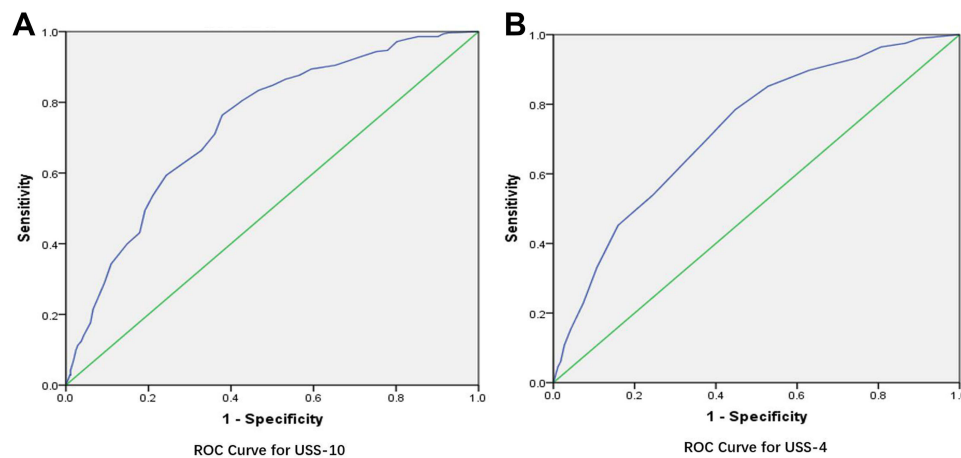 A
1.0
0.8
0.6
0.4
0.2
0.0
Sensitivity
0.0 0.2 0.4 0.6 0.8 1.0
1 - Specificity
ROC Curve for USS-10
B
1.0
0.8
0.6
0.4
0.2
0.0
Sensitivity
0.0 0.2 0.4 0.6 0.8 1.
1 - Specificity
ROC Curve for USS-4